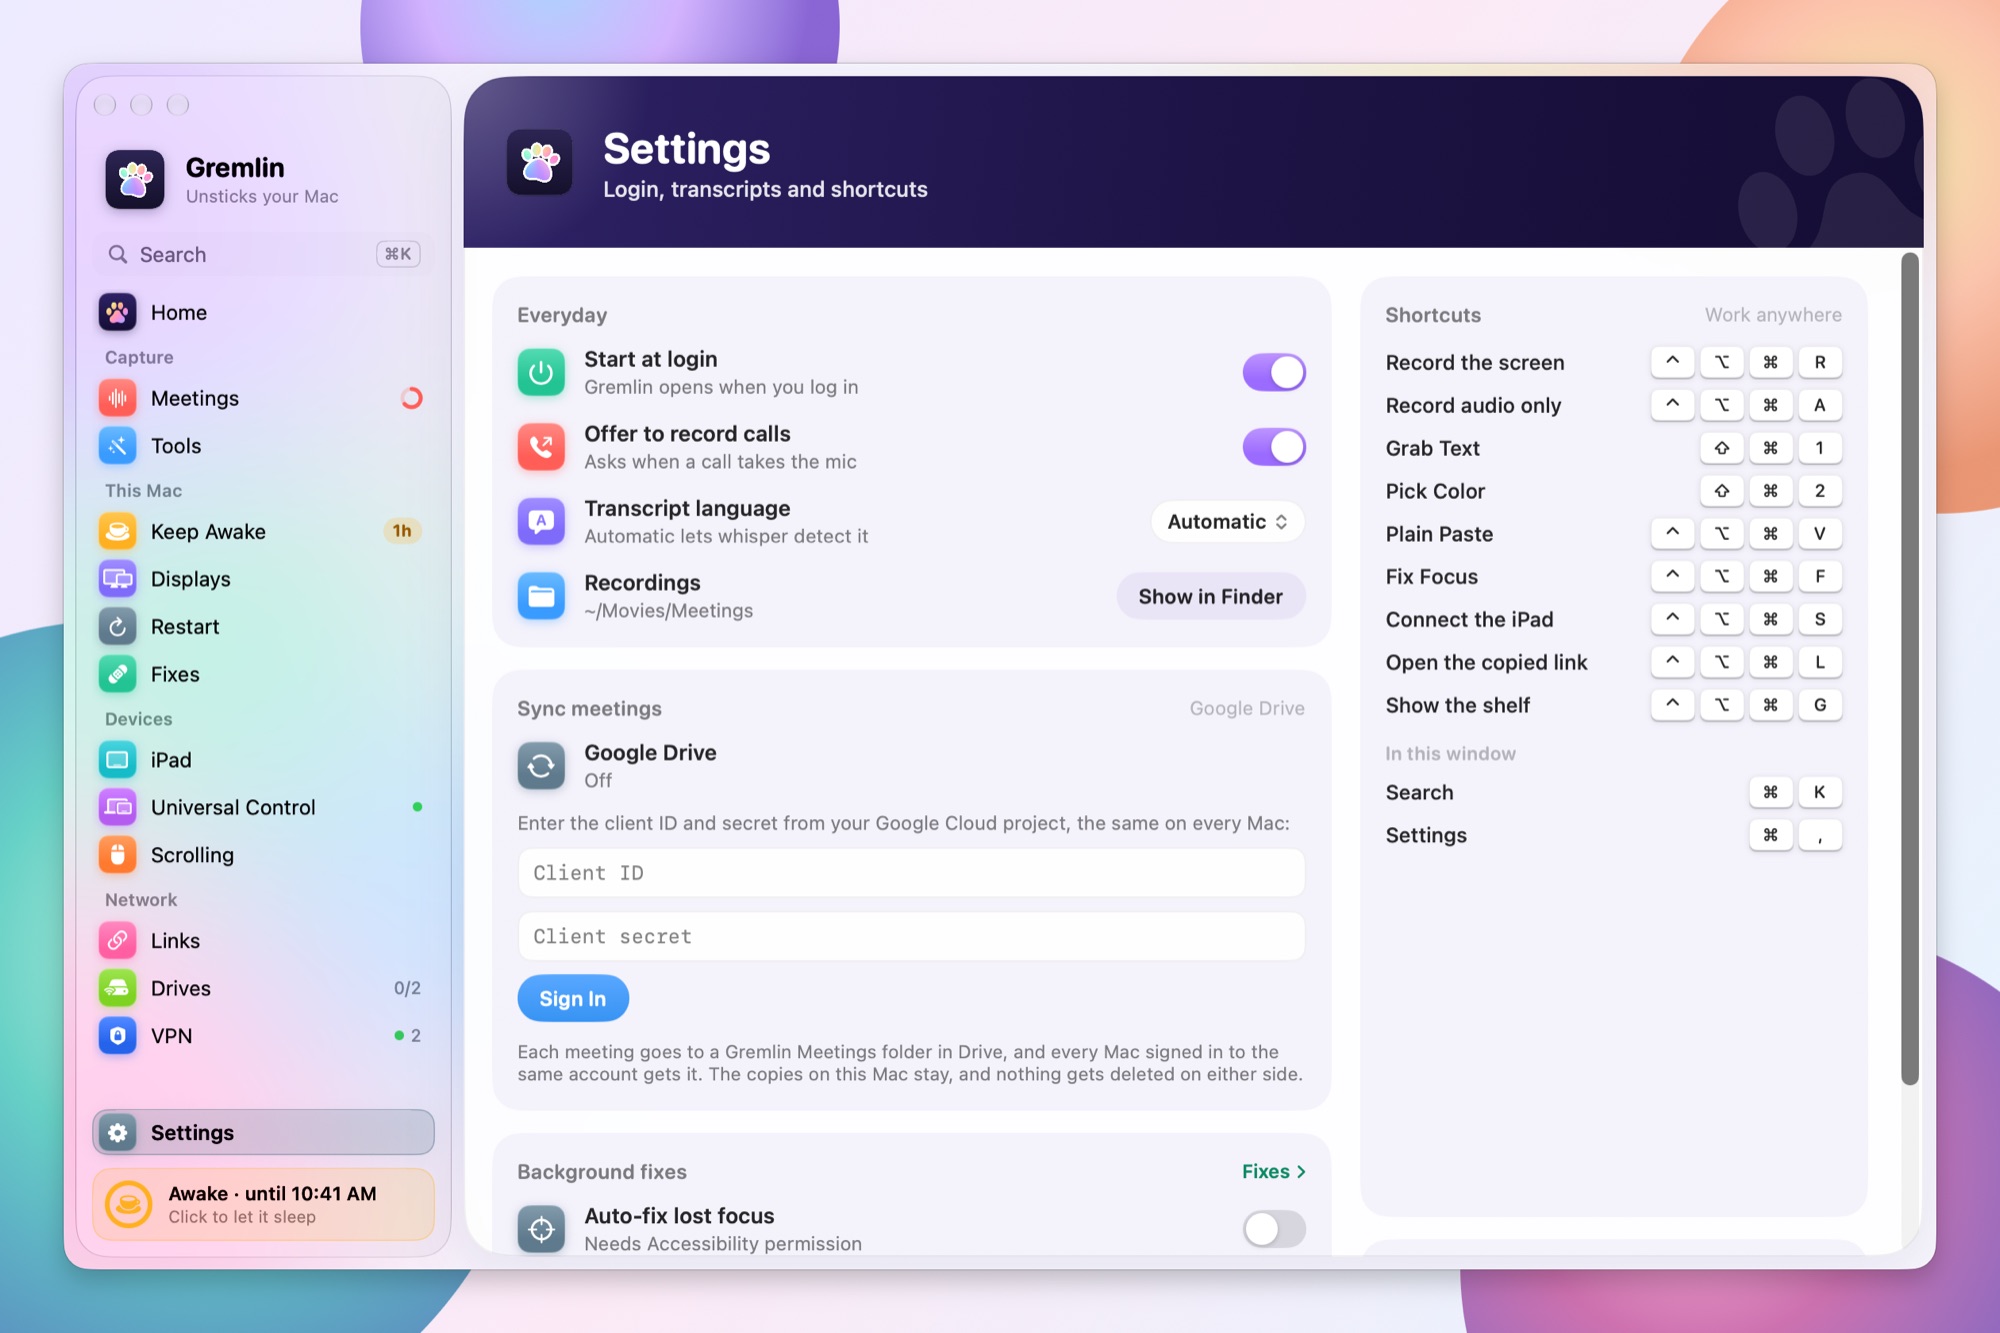 Gremlin
Unsticks your Mac
Search ⌘K
Home
Capture
Meetings
Tools
This Mac
Keep Awake 1h
Displays
Restart
Fixes
Devices
iPad
Universal Control
Scrolling
Network
Links
Drives 0/2
VPN 2
Settings
Awake · until 10:41 AM
Click to let it sleep
Settings
Login, transcripts and shortcuts
Everyday
Start at login
Gremlin opens when you log in
Offer to record calls
Asks when a call takes the mic
Transcript language
Automatic lets whisper detect it
Automatic
Recordings
~/Movies/Meetings
Show in Finder
Sync meetings Google Drive
Google Drive
Off
Enter the client ID and secret from your Google Cloud project, the same on every Mac:
Client ID
Client secret
Sign In
Each meeting goes to a Gremlin Meetings folder in Drive, and every Mac signed in to the
same account gets it. The copies on this Mac stay, and nothing gets deleted on either side.
Background fixes Fixes >
Auto-fix lost focus
Needs Accessibility permission
Shortcuts Work anywhere
Record the screen ⌃ ⌥ ⌘ R
Record audio only ⌃ ⌥ ⌘ A
Grab Text ⇧ ⌘ 1
Pick Color ⇧ ⌘ 2
Plain Paste ⌃ ⌥ ⌘ V
Fix Focus ⌃ ⌥ ⌘ F
Connect the iPad ⌃ ⌥ ⌘ S
Open the copied link ⌃ ⌥ ⌘ L
Show the shelf ⌃ ⌥ ⌘ G
In this window
Search ⌘ K
Settings ⌘ ,